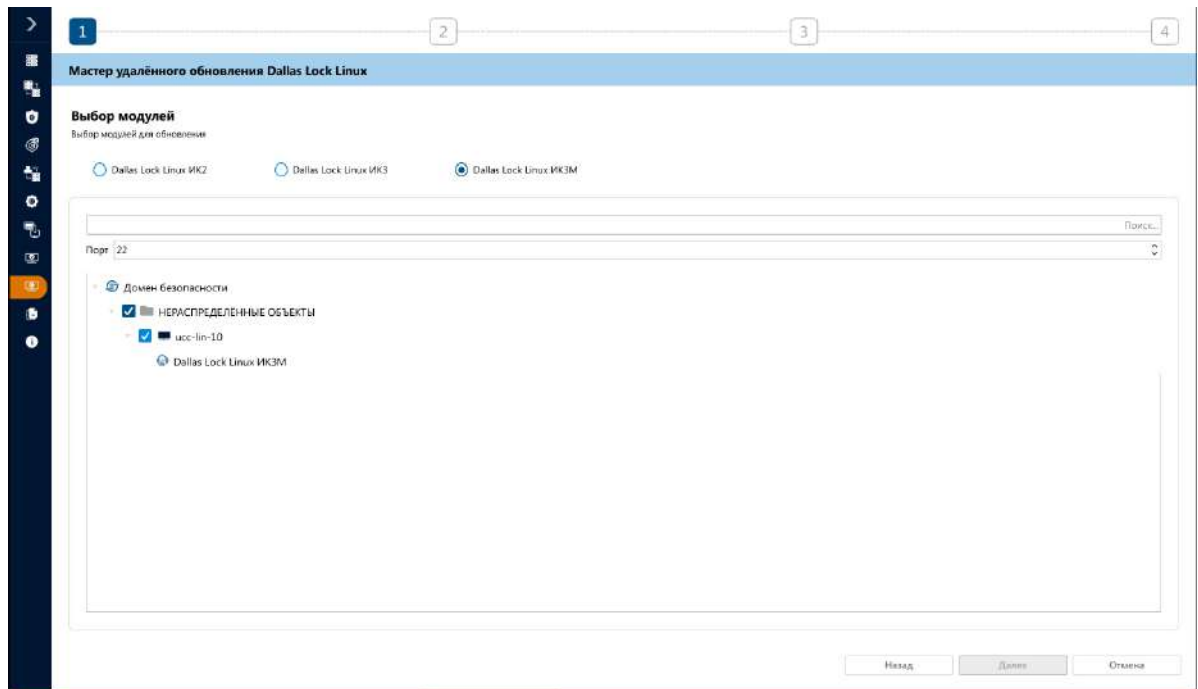 1
2
3
4
Мастер удалённого обновления Dallas Lock Linux
Выбор модулей
Выбор модулей для обновления
Dallas Lock Linux ИК2
Dallas Lock Linux ИК3
Dallas Lock Linux ИК3М
Поиск...
Порт 22
Домен безопасности
НЕРАСПРЕДЕЛЁННЫЕ ОБЪЕКТЫ
ucc-lin-10
Dallas Lock Linux ИК3М
Назад
Далее
Отмена